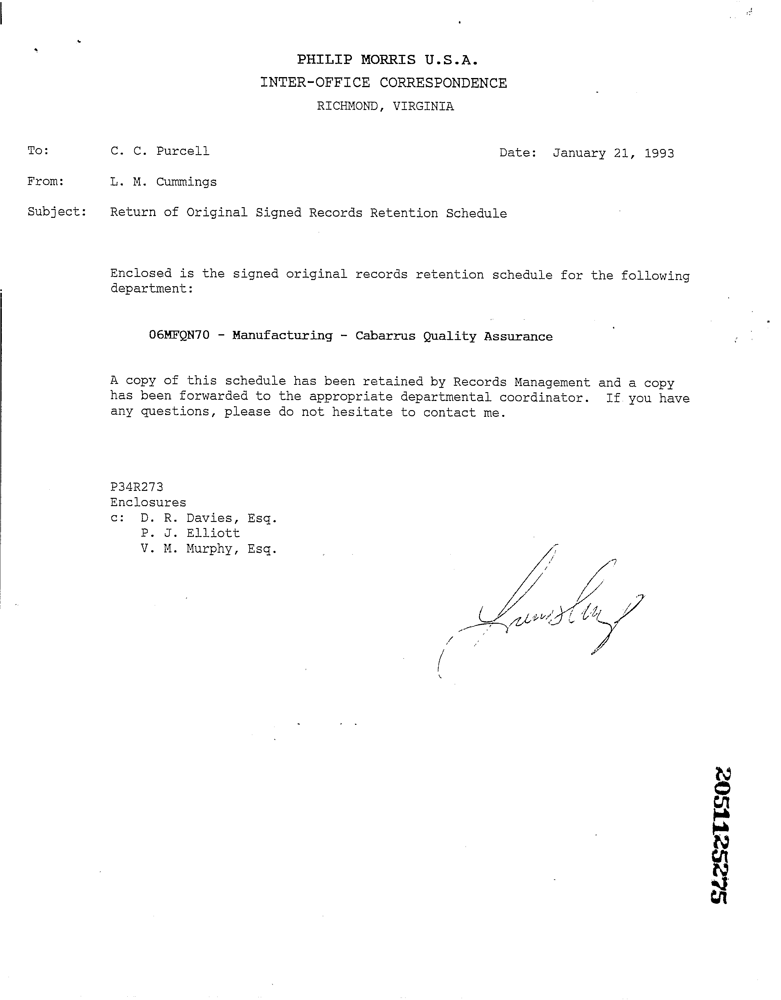 PHILIP MORRIS U.S.A.
INTER-OFFICE CORRESPONDENCE
RICHMOND, VIRGINIA
To: C. C. Purcell Date: January 21, 1993
From: L. M. Cummings
Subject: Return of Original Signed Records Retention Schedule
Enclosed is the signed original records retention schedule for the following
department:
06MFQN70 - Manufacturing - Cabarrus Quality Assurance
A copy of this schedule has been retained by Records Management and a copy
has been forwarded to the appropriate departmental coordinator. If you have
any questions, please do not hesitate to contact me.
P34R273
Enclosures
c: D. R. Davies, Esq.
P. J. Elliott
V. M. Murphy, Esq.
2051125275